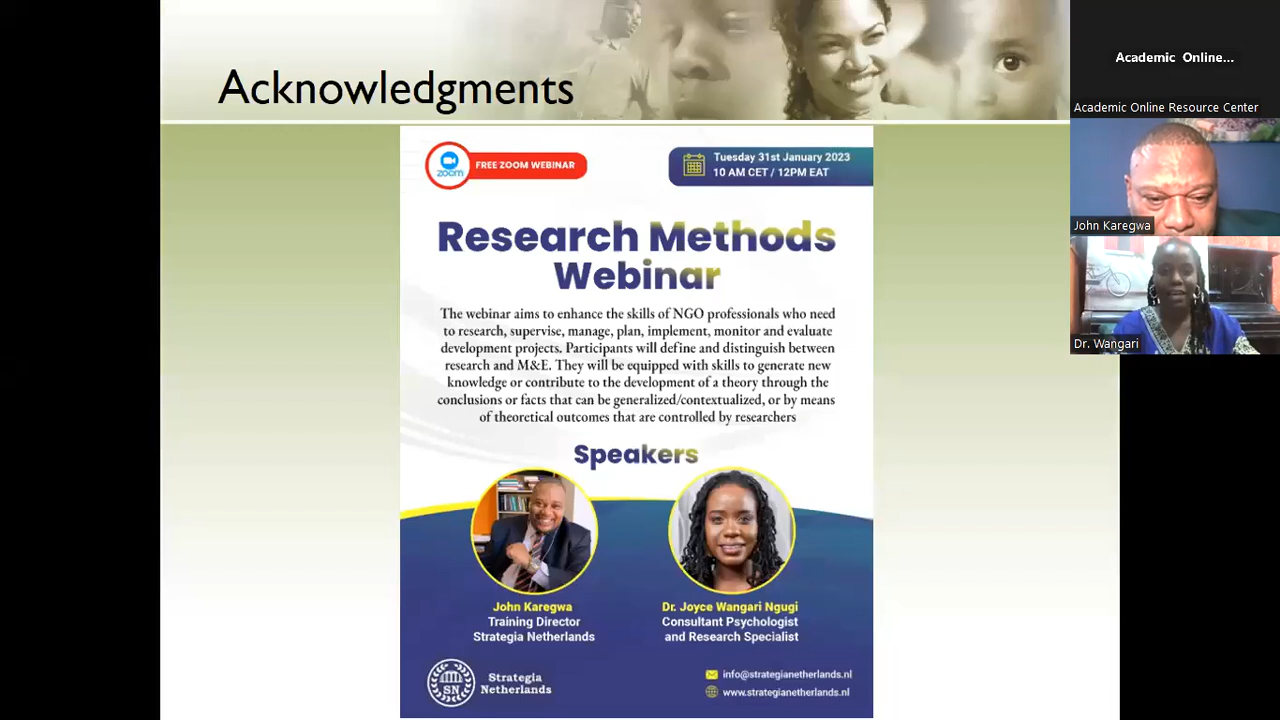 Acknowledgments
zoom
FREE ZOOM WEBINAR
Tuesday 31st January 2023
10 AM CET / 12PM EAT
Research Methods
Webinar
The webinar aims to enhance the skills of NGO professionals who need
to research, supervise, manage, plan, implement, monitor and evaluate
development projects. Participants will define and distinguish between
research and M&E. They will be equipped with skills to generate new
knowledge or contribute to the development of a theory through the
conclusions or facts that can be generalized/contextualized, or by means
of theoretical outcomes that are controlled by researchers
Speakers
John Karegwa
Training Director
Strategia Netherlands
Dr. Joyce Wangari Ngugi
Consultant Psychologist
and Research Specialist
SN
Strategia
Netherlands
info@strategianetherlands.nl
www.strategianetherlands.nl
Academic Online...
Academic Online Resource Center
John Karegwa
Dr. Wangari